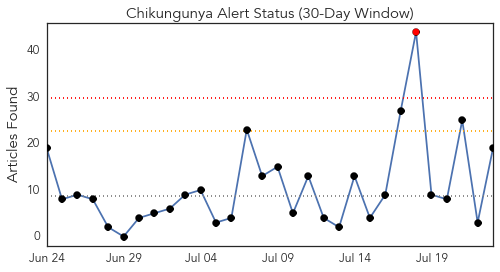 Chikungunya Alert Status (30-Day Window)
Articles Found
40
30
20
10
0
Jun 24 Jun 29 Jul 04 Jul 09 Jul 14 Jul 19